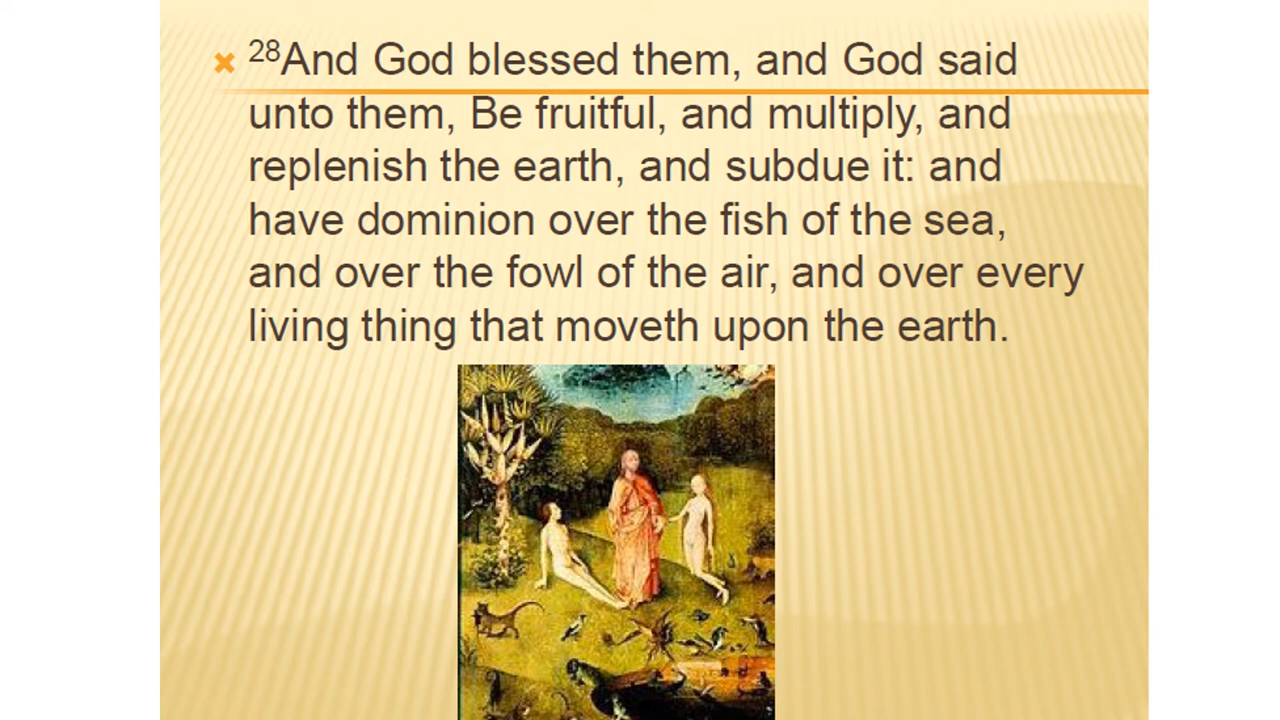 28And God blessed them, and God said
unto them, Be fruitful, and multiply, and
replenish the earth, and subdue it: and
have dominion over the fish of the sea,
and over the fowl of the air, and over every
living thing that moveth upon the earth.